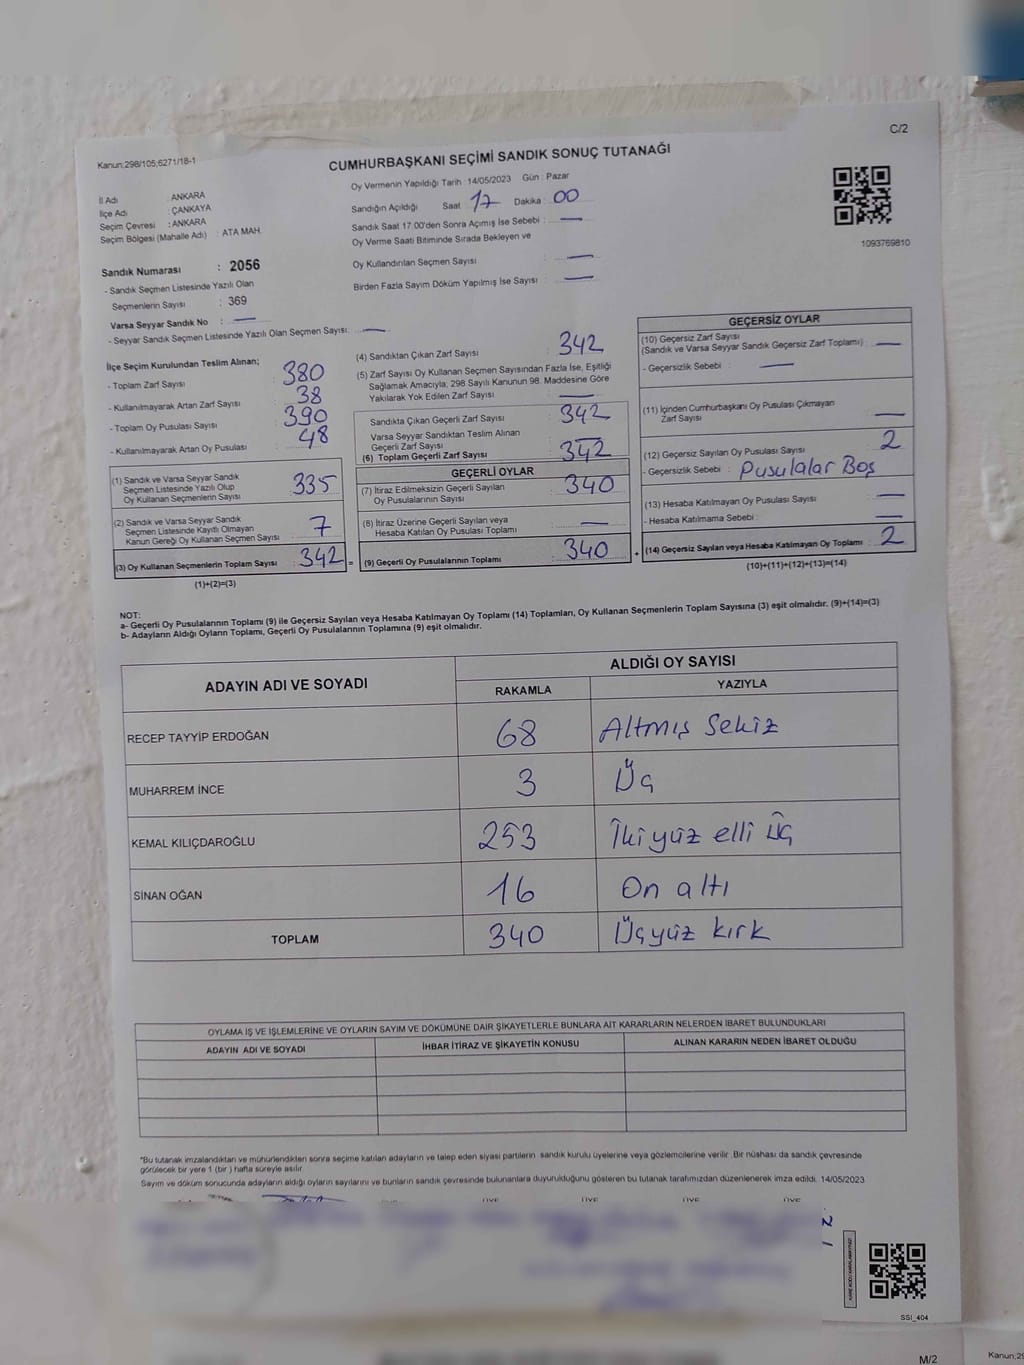 C/2
Kanun:298/105;6271/18-1
CUMHURBAŞKANI SEÇİMİ SANDIK SONUÇ TUTANAĞI
İl Adı : ANKARA
İlçe Adı : ÇANKAYA
Seçim Çevresi : ANKARA
Seçim Bölgesi (Mahalle Adı) : ATA MAH.
Sandık Numarası : 2056
- Sandık Seçmen Listesinde Yazılı Olan
Seçmenlerin Sayısı : 369
Varsa Seyyar Sandık No : —
- Seyyar Sandık Seçmen Listesinde Yazılı Olan Seçmen Sayısı: —
Oy Vermenin Yapıldığı Tarih : 14/05/2023 Gün : Pazar
Sandığın Açıldığı Saat : 17 Dakika : 00
Sandık Saat 17.00'den Sonra Açımış İse Sebebi : —
Oy Verme Saati Bitiminde Sırada Bekleyen ve
Oy Kullandırılan Seçmen Sayısı : —
Birden Fazla Sayım Döküm Yapılmış İse Sayısı : —
1093769810
İlçe Seçim Kurulundan Teslim Alınan;
- Toplam Zarf Sayısı : 380
- Kullanılmayarak Artan Zarf Sayısı : 38
- Toplam Oy Pusulası Sayısı : 390
- Kullanılmayarak Artan Oy Pusulası : 48
(1) Sandık ve Varsa Seyyar Sandık
Seçmen Listesinde Yazılı Olup
Oy Kullanan Seçmenlerin Sayısı : 335
(2) Sandık ve Varsa Seyyar Sandık
Seçmen Listesinde Kayıtlı Olmayan
Kanun Gereği Oy Kullanan Seçmen Sayısı : 7
(3) Oy Kullanan Seçmenlerin Toplam Sayısı : 342 =
(1)+(2)=(3)
(4) Sandıktan Çıkan Zarf Sayısı : 342
(5) Zarf Sayısı Oy Kullanan Seçmen Sayısından Fazla İse, Eşitliği
Sağlamak Amacıyla, 298 Sayılı Kanunun 98. Maddesine Göre
Yakılarak Yok Edilen Zarf Sayısı : —
Sandıkta Çıkan Geçerli Zarf Sayısı : 342
Varsa Seyyar Sandıktan Teslim Alınan
Geçerli Zarf Sayısı : —
(6) Toplam Geçerli Zarf Sayısı : 342
GEÇERLİ OYLAR
(7) İtiraz Edilmeksizin Geçerli Sayılan
Oy Pusulalarının Sayısı : 340
(8) İtiraz Üzerine Geçerli Sayılan veya
Hesaba Katılan Oy Pusulası Toplamı : —
(9) Geçerli Oy Pusulalarının Toplamı : 340
GEÇERSİZ OYLAR
(10) Geçersiz Zarf Sayısı
(Sandık ve Varsa Seyyar Sandık Geçersiz Zarf Toplamı) : —
- Geçersizlik Sebebi : —
(11) İçinden Cumhurbaşkanı Oy Pusulası Çıkmayan
Zarf Sayısı : —
(12) Geçersiz Sayılan Oy Pusulası Sayısı : 2
- Geçersizlik Sebebi : Pusulalar Boş
(13) Hesaba Katılmayan Oy Pusulası Sayısı : —
- Hesaba Katılmama Sebebi : —
(14) Geçersiz Sayılan veya Hesaba Katılmayan Oy Toplamı : 2
(10)+(11)+(12)+(13)=(14)
NOT:
a- Geçerli Oy Pusulalarının Toplamı (9) ile Geçersiz Sayılan veya Hesaba Katılmayan Oy Toplamı (14) Toplamları, Oy Kullanan Seçmenlerin Toplam Sayısına (3) eşit olmalıdır. (9)+(14)=(3)
b- Adayların Aldığı Oyların Toplamı, Geçerli Oy Pusulalarının Toplamına (9) eşit olmalıdır.
ADAYIN ADI VE SOYADI ALDIĞI OY SAYISI
RAKAMLA YAZIYLA
RECEP TAYYİP ERDOĞAN 68 Altmış Sekiz
MUHARREM İNCE 3 Üç
KEMAL KILIÇDAROĞLU 253 İkiyüz elli üç
SİNAN OĞAN 16 On altı
TOPLAM 340 Üçyüz kırk
OYLAMA İŞ VE İŞLEMLERİNE VE OYLARIN SAYIM VE DÖKÜMÜNE DAİR ŞİKAYETLERLE BUNLARA AİT KARARLARIN NELERDEN İBARET BULUNDUKLARI
ADAYIN ADI VE SOYADI İHBAR İTİRAZ VE ŞİKAYETİN KONUSU ALINAN KARARIN NEDEN İBARET OLDUĞU
*Bu tutanak imzalandıktan ve mühürlendikten sonra seçime katılan adayların ve talep eden siyasi partilerin sandık kurulu üyelerine veya gözlemcilerine verilir. Bir nüshası da sandık çevresinde
görülecek bir yere 1 (bir ) hafta süreyle asılır.
Sayım ve döküm sonucunda adayların aldığı oyların sayılarını ve bunların sandık çevresinde bulunanlara duyurulduğunu gösteren bu tutanak tarafımızdan düzenlenerek imza edildi. 14/05/2023
ÜYE ÜYE ÜYE ÜYE
SSI_404
M/2